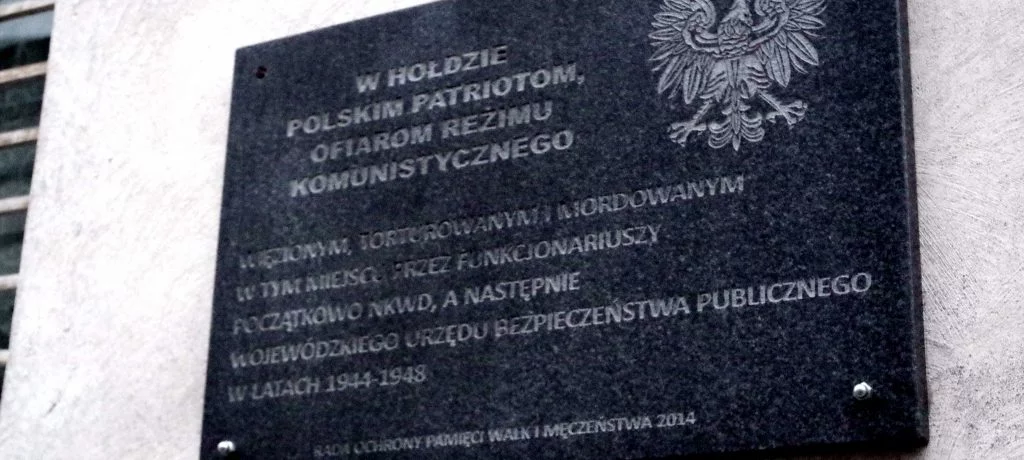 W HOŁDZIE
POLSKIM PATRIOTOM,
OFIAROM REŻIMU
KOMUNISTYCZNEGO
WIĘZIONYM, TORTUROWANYM I MORDOWANYM
W TYM MIEJSCU PRZEZ FUNKCJONARIUSZY
POCZĄTKOWO NKWD, A NASTĘPNIE
WOJEWÓDZKIEGO URZĘDU BEZPIECZEŃSTWA PUBLICZNEGO
W LATACH 1944-1948
RADA OCHRONY PAMIĘCI WALK I MĘCZEŃSTWA 2014